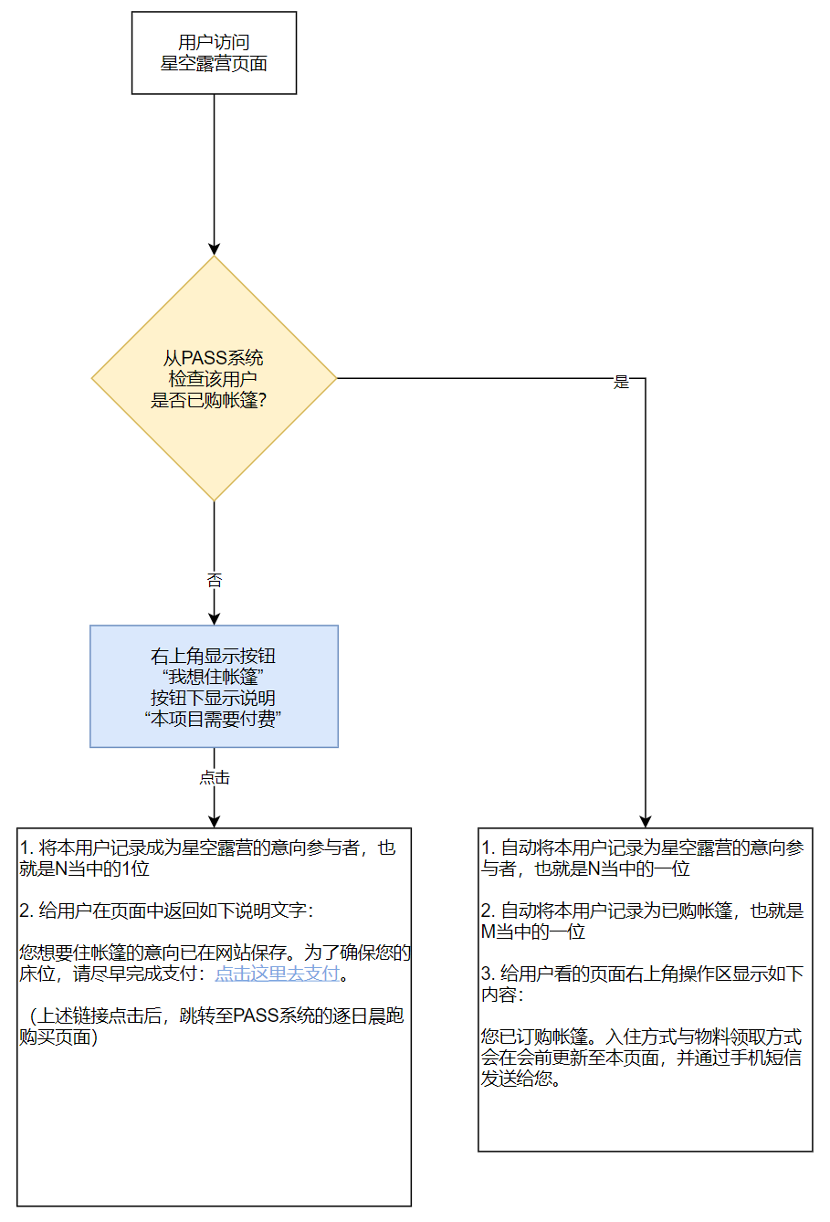 用户访问
星空露营页面
从PASS系统
检查该用户
是否已购帐篷?
是
否
右上角显示按钮
“我想住帐篷”
按钮下显示说明
“本项目需要付费”
点击
1. 将本用户记录成为星空露营的意向参与者，也
就是N当中的1位
2. 给用户在页面中返回如下说明文字：
您想要住帐篷的意向已在网站保存。为了确保您的
床位，请尽早完成支付：点击这里去支付。
（上述链接点击后，跳转至PASS系统的逐日晨跑
购买页面）
1. 自动将本用户记录为星空露营的意向参
与者，也就是N当中的一位
2. 自动将本用户记录为已购帐篷，也就是
M当中的一位
3. 给用户看的页面右上角操作区显示如下
内容：
您已订购帐篷。入住方式与物料领取方式
会在会前更新至本页面，并通过手机短信
发送给您。